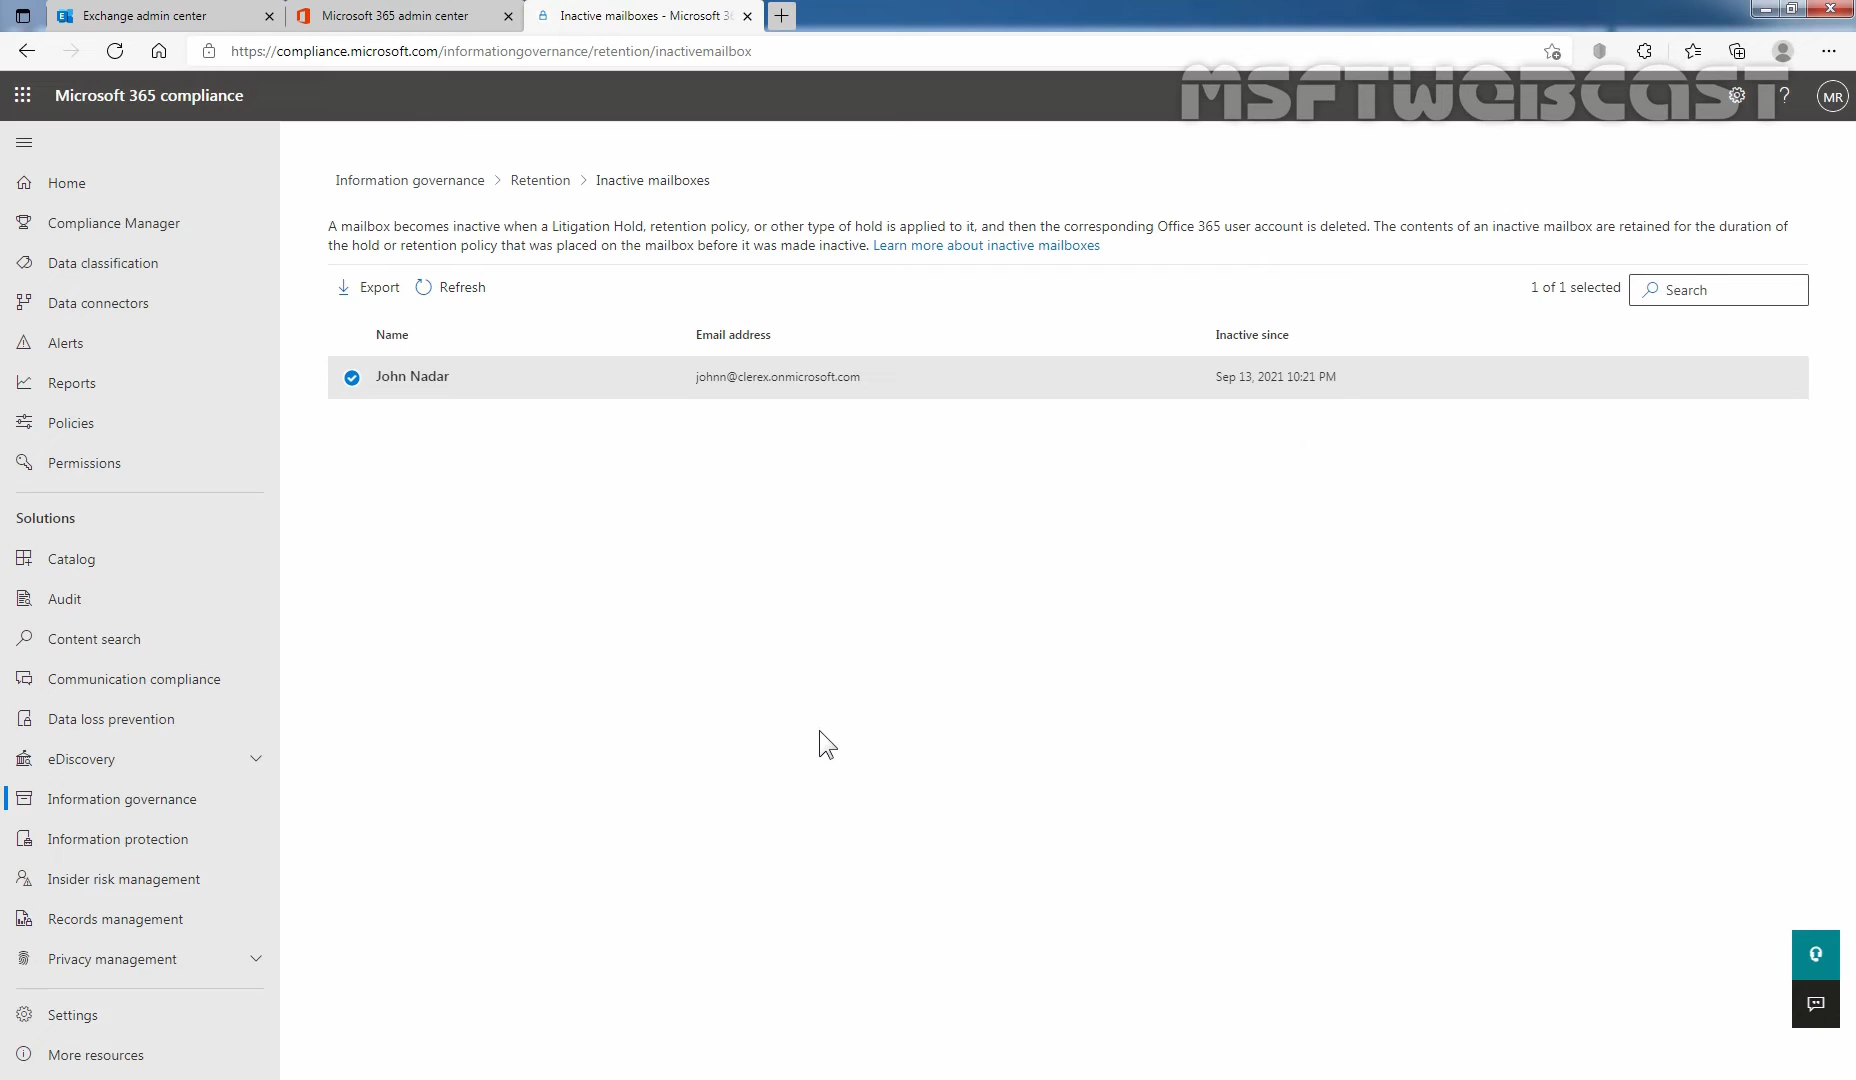 Exchange admin center
Microsoft 365 admin center
Inactive mailboxes - Microsoft 36
https://compliance.microsoft.com/informationgovernance/retention/inactivemailbox
MSFTWEBCAST
Microsoft 365 compliance
? MR
Home
Compliance Manager
Data classification
Data connectors
Alerts
Reports
Policies
Permissions
Solutions
Catalog
Audit
Content search
Communication compliance
Data loss prevention
eDiscovery
Information governance
Information protection
Insider risk management
Records management
Privacy management
Settings
More resources
Information governance > Retention > Inactive mailboxes
A mailbox becomes inactive when a Litigation Hold, retention policy, or other type of hold is applied to it, and then the corresponding Office 365 user account is deleted. The contents of an inactive mailbox are retained for the duration of
the hold or retention policy that was placed on the mailbox before it was made inactive. Learn more about inactive mailboxes
Export Refresh 1 of 1 selected Search
Name Email address Inactive since
John Nadar johnn@clerex.onmicrosoft.com Sep 13, 2021 10:21 PM